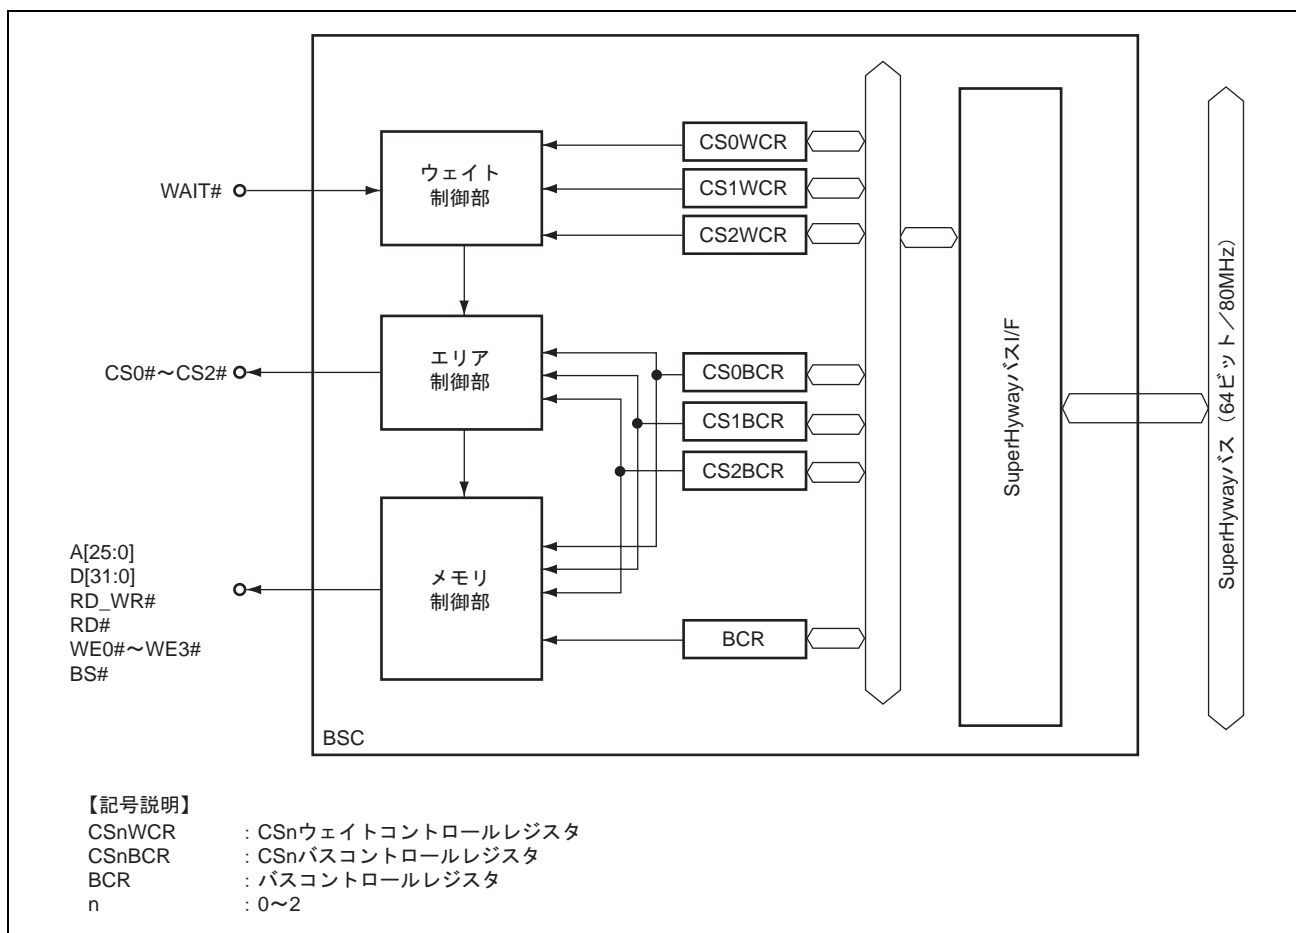 ウェイト
制御部
CS0WCR
CS1WCR
CS2WCR
WAIT#
エリア
制御部
CS0#～CS2#
CS0BCR
CS1BCR
CS2BCR
メモリ
制御部
A[25:0]
D[31:0]
RD_WR#
RD#
WE0#～WE3#
BS#
BCR
SuperHywayバスI/F
SuperHywayバス（64ビット／80MHz）
BSC
【記号説明】
CSnWCR : CSnウェイトコントロールレジスタ
CSnBCR : CSnバスコントロールレジスタ
BCR : バスコントロールレジスタ
n : 0～2